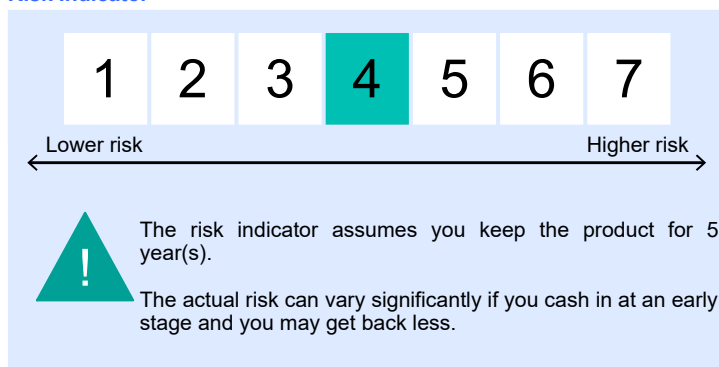 1 2 3 4 5 6 7
Lower risk Higher risk
The risk indicator assumes you keep the product for 5
year(s).
!
The actual risk can vary significantly if you cash in at an early
stage and you may get back less.